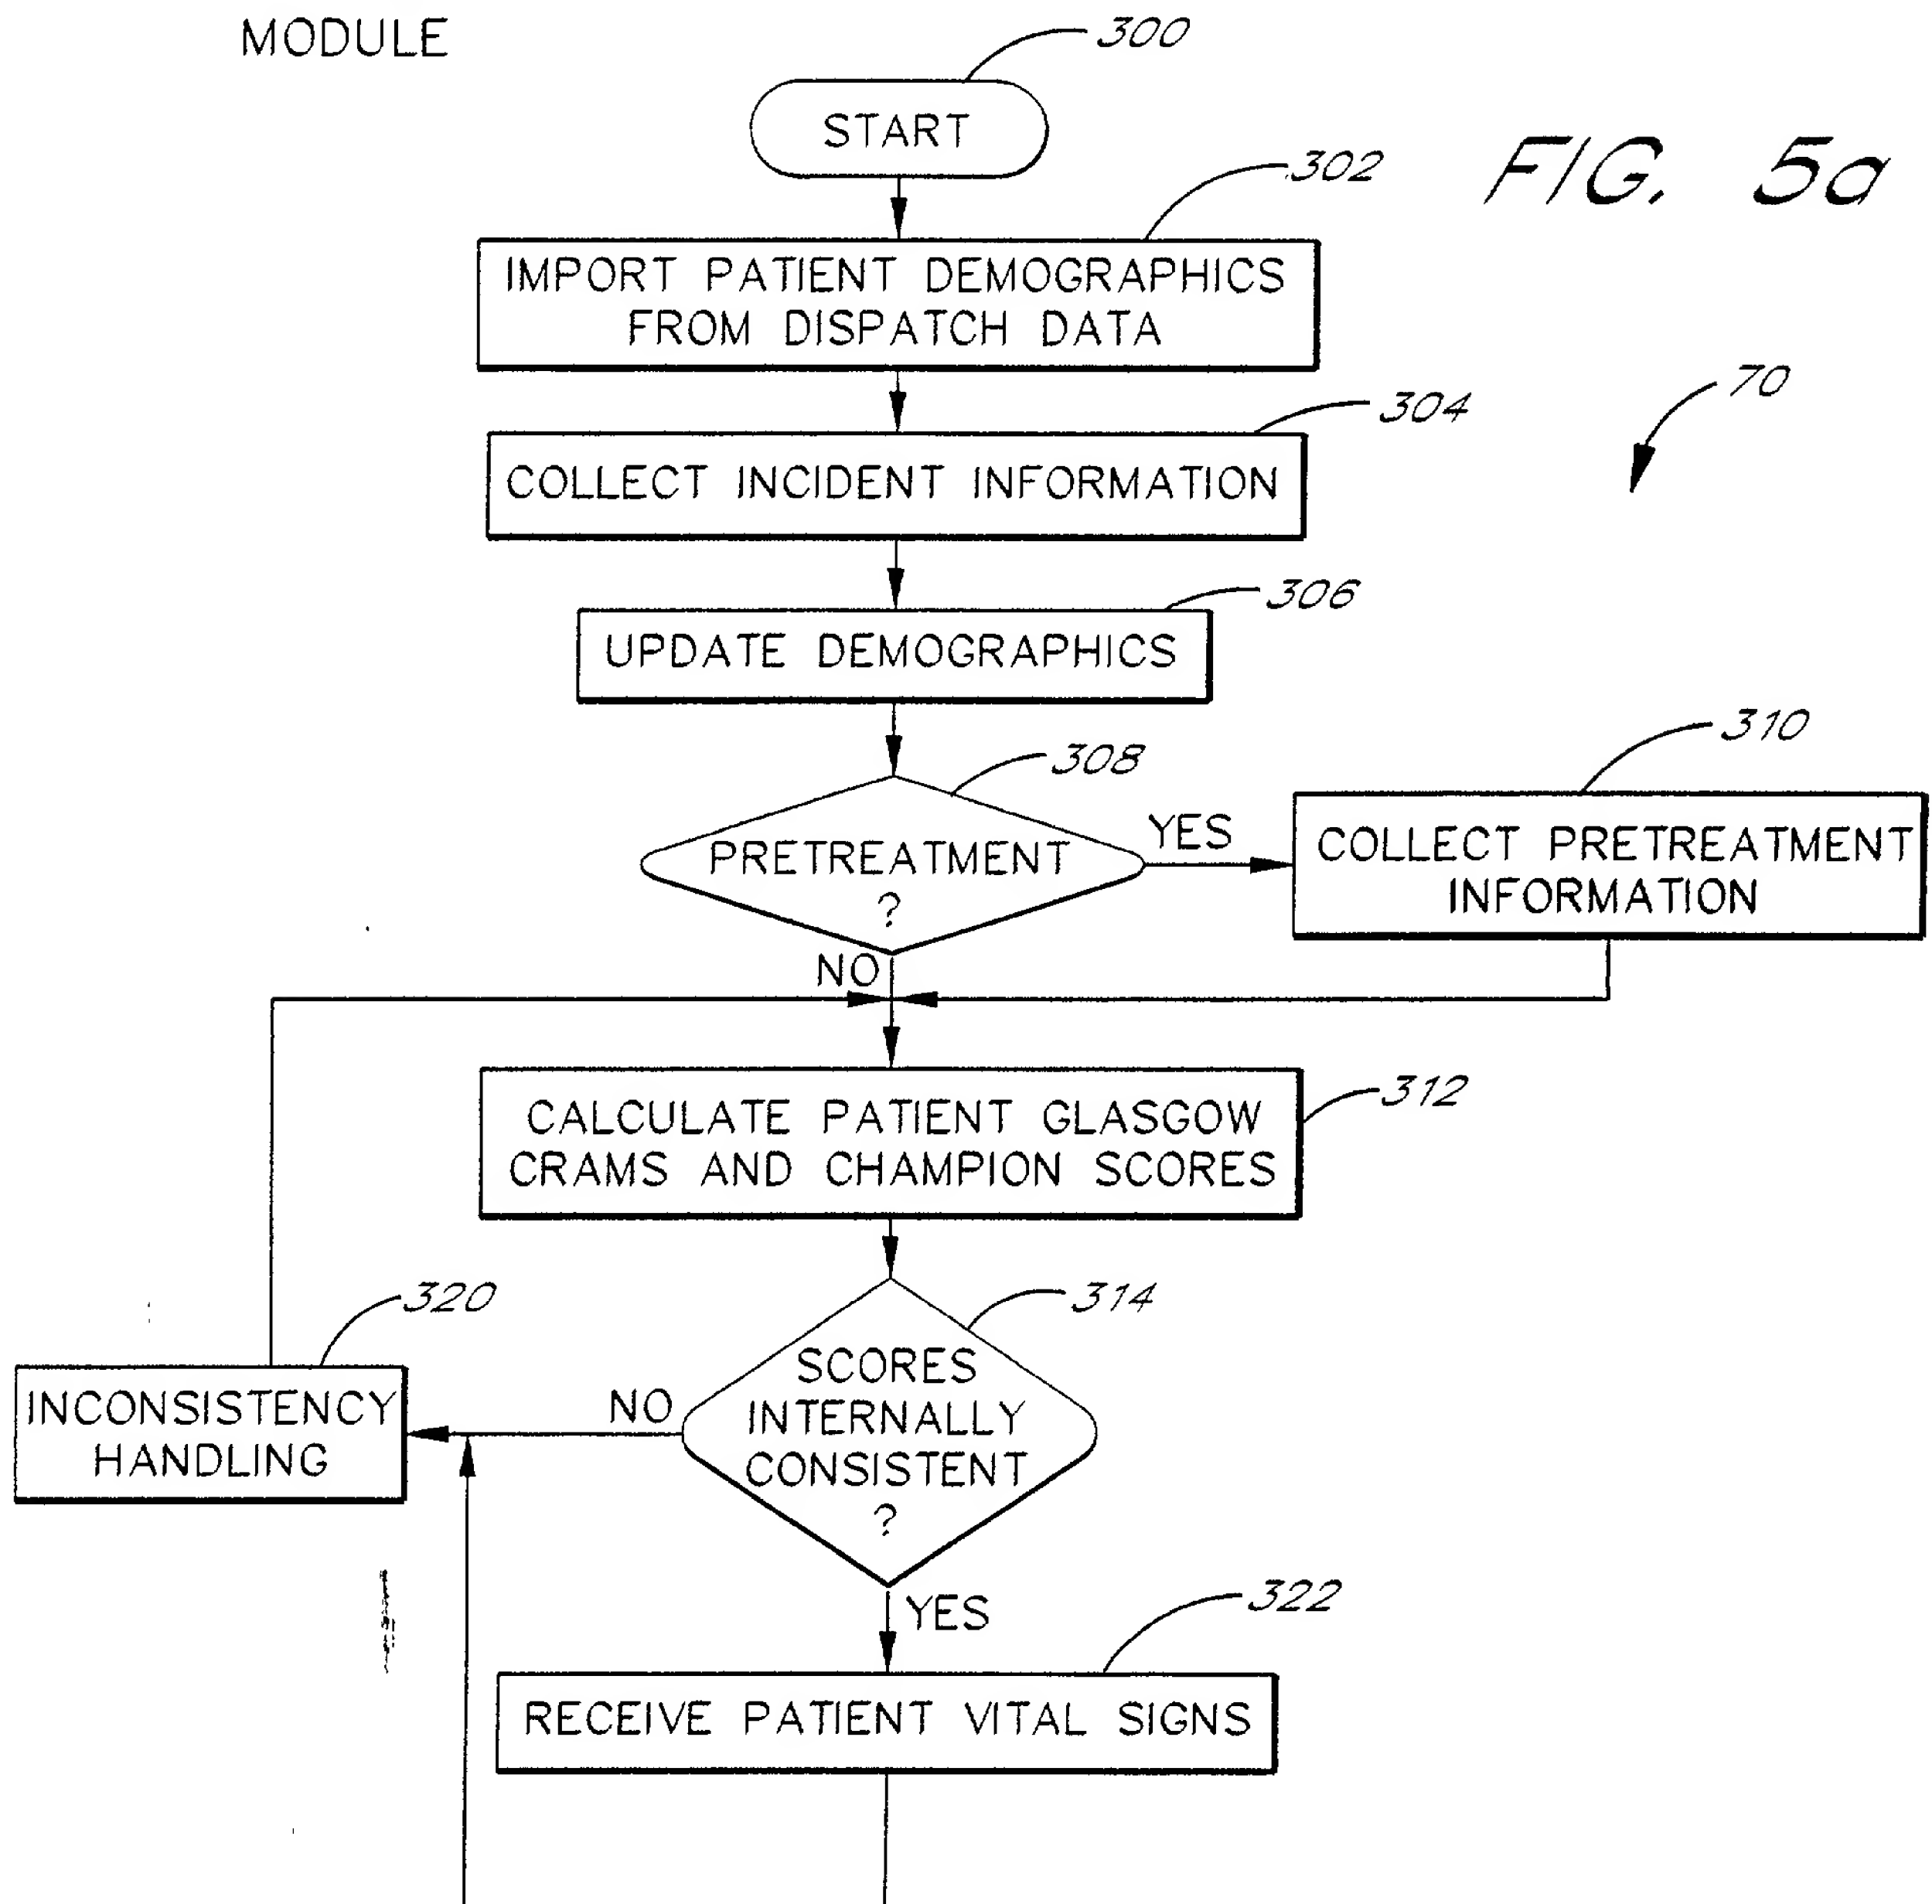 MODULE
300
START
FIG. 5a
302
IMPORT PATIENT DEMOGRAPHICS
FROM DISPATCH DATA
70
304
COLLECT INCIDENT INFORMATION
306
UPDATE DEMOGRAPHICS
308
310
PRETREATMENT
?
YES
COLLECT PRETREATMENT
INFORMATION
NO
312
CALCULATE PATIENT GLASGOW
CRAMS AND CHAMPION SCORES
320
314
INCONSISTENCY
HANDLING
NO
SCORES
INTERNALLY
CONSISTENT
?
YES
322
RECEIVE PATIENT VITAL SIGNS